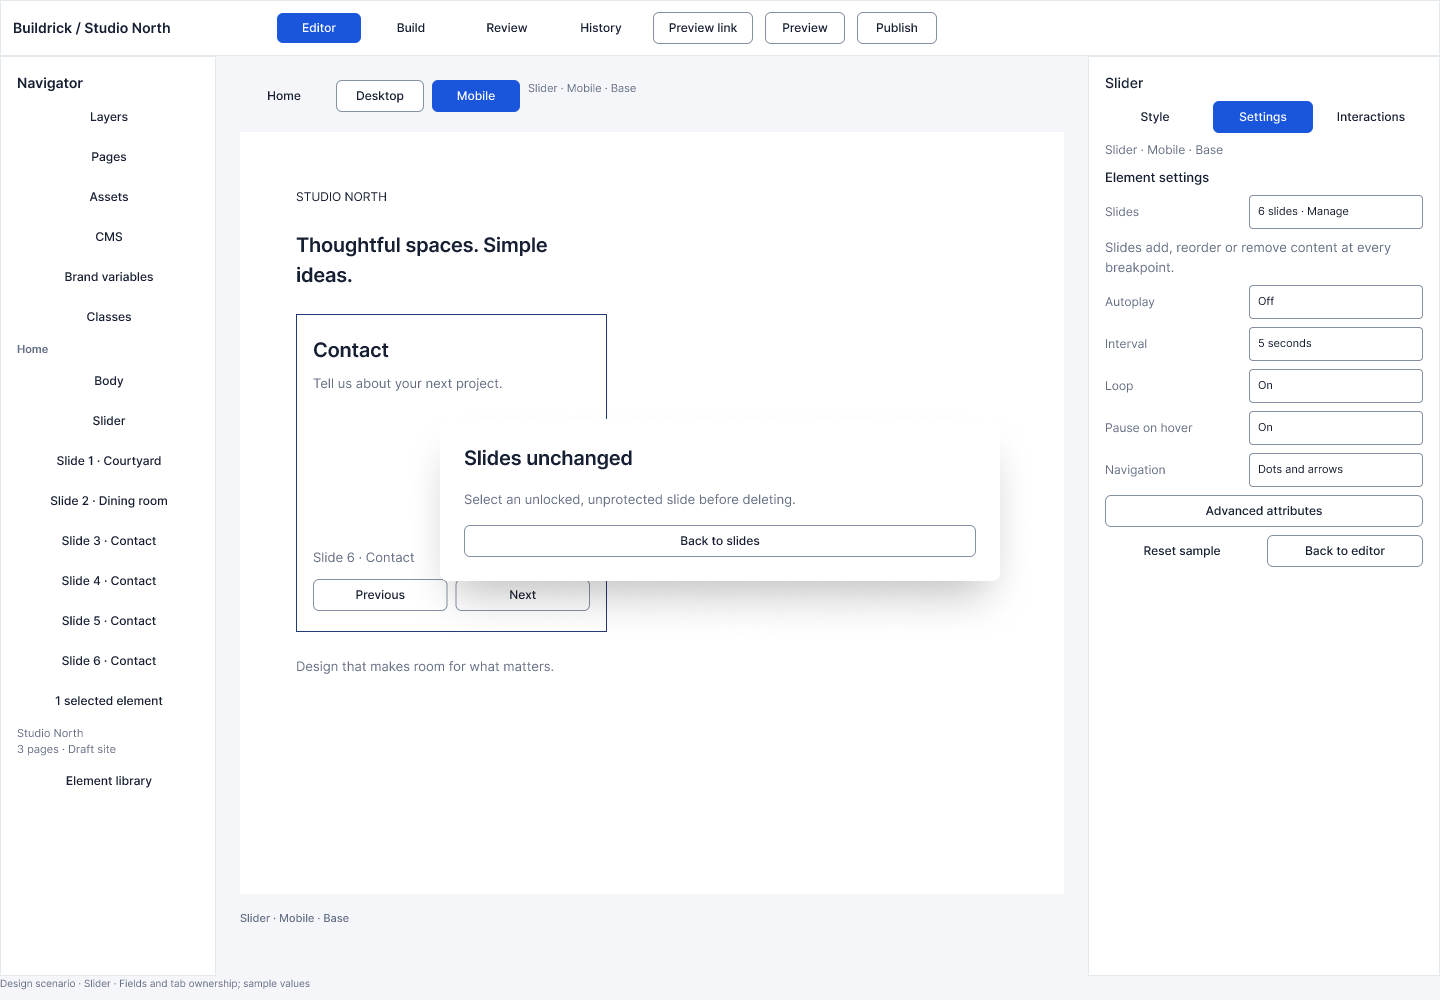 Buildrick / Studio North
Editor
Build
Review
History
Preview link
Preview
Publish
Navigator
Layers
Pages
Assets
CMS
Brand variables
Classes
Home
Body
Slider
Slide 1 · Courtyard
Slide 2 · Dining room
Slide 3 · Contact
Slide 4 · Contact
Slide 5 · Contact
Slide 6 · Contact
1 selected element
Studio North
3 pages · Draft site
Element library
Home
Desktop
Mobile
Slider · Mobile · Base
STUDIO NORTH
Thoughtful spaces. Simple
ideas.
Contact
Tell us about your next project.
Slide 6 · Contact
Previous
Next
Design that makes room for what matters.
Slides unchanged
Select an unlocked, unprotected slide before deleting.
Back to slides
Slider · Mobile · Base
Slider
Style
Settings
Interactions
Slider · Mobile · Base
Element settings
Slides
6 slides · Manage
Slides add, reorder or remove content at every
breakpoint.
Autoplay
Off
Interval
5 seconds
Loop
On
Pause on hover
On
Navigation
Dots and arrows
Advanced attributes
Reset sample
Back to editor
Design scenario · Slider · Fields and tab ownership; sample values